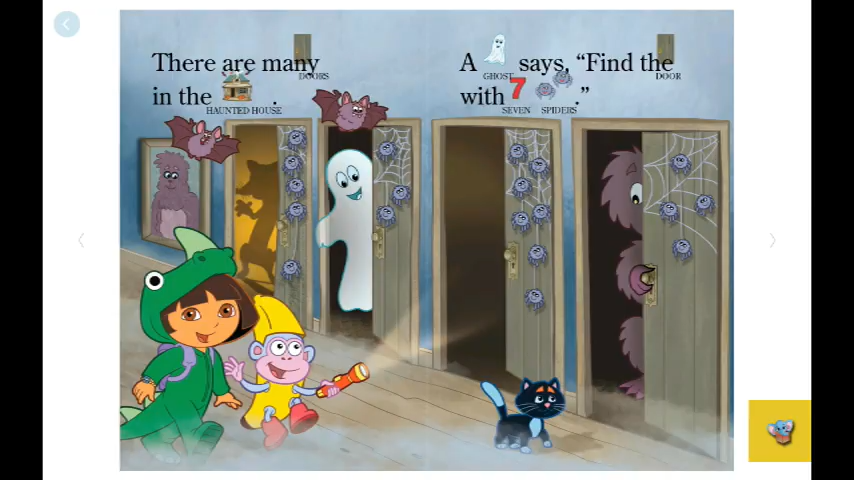 There are many
DOORS
in the .
HAUNTED HOUSE
A says, “Find the
GHOST DOOR
with 7 .”
SEVEN SPIDERS